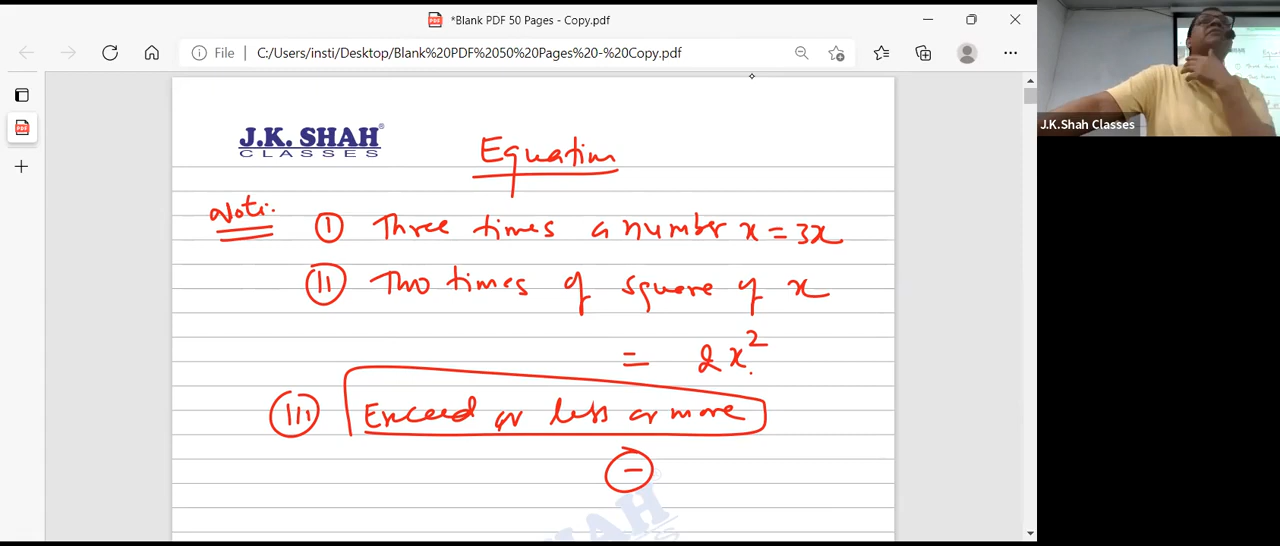 *Blank PDF 50 Pages - Copy.pdf
File C:/Users/insti/Desktop/Blank%20PDF%2050%20Pages%20-%20Copy.pdf
J.K.Shah Classes
J.K. SHAH®
CLASSES
Equation
Note:
① Three times a number x = 3x
(II) Two times of square of x
= 2x²
(III) Exceed or less or more
−